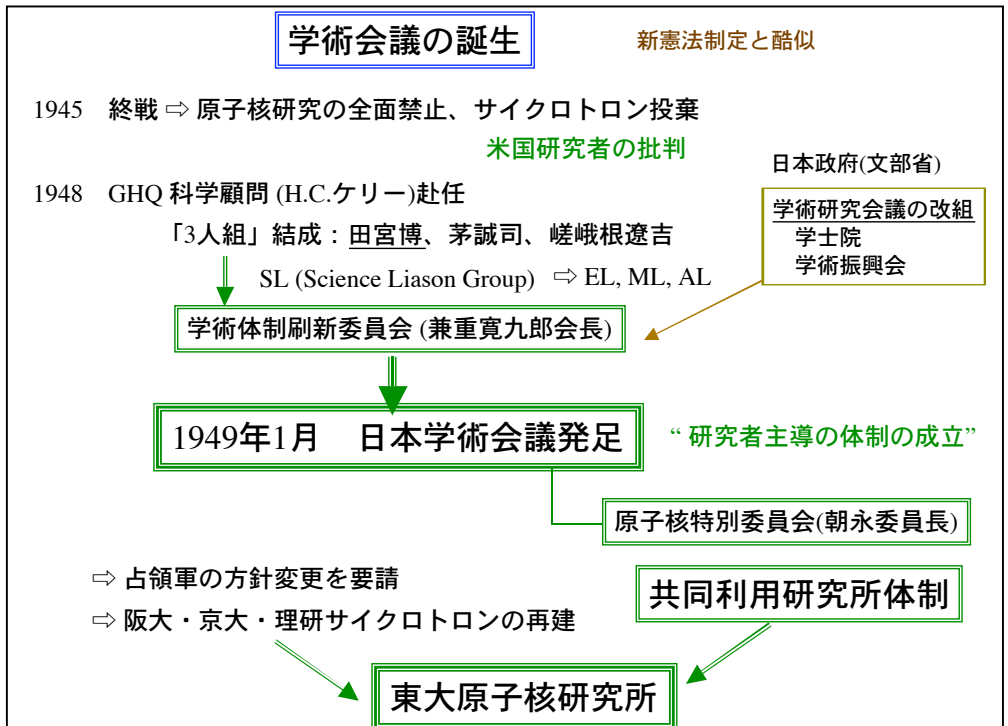 学術会議の誕生
新憲法制定と酷似
1945　終戦 ⇨ 原子核研究の全面禁止、サイクロトロン投棄
米国研究者の批判
日本政府(文部省)
1948　GHQ 科学顧問 (H.C.ケリー)赴任
学術研究会議の改組
学士院
学術振興会
「3人組」結成：田宮博、茅誠司、嵯峨根遼吉
SL (Science Liason Group)　⇨ EL, ML, AL
学術体制刷新委員会 (兼重寛九郎会長)
1949年1月　日本学術会議発足
“ 研究者主導の体制の成立”
原子核特別委員会(朝永委員長)
⇨ 占領軍の方針変更を要請
共同利用研究所体制
⇨ 阪大・京大・理研サイクロトロンの再建
東大原子核研究所